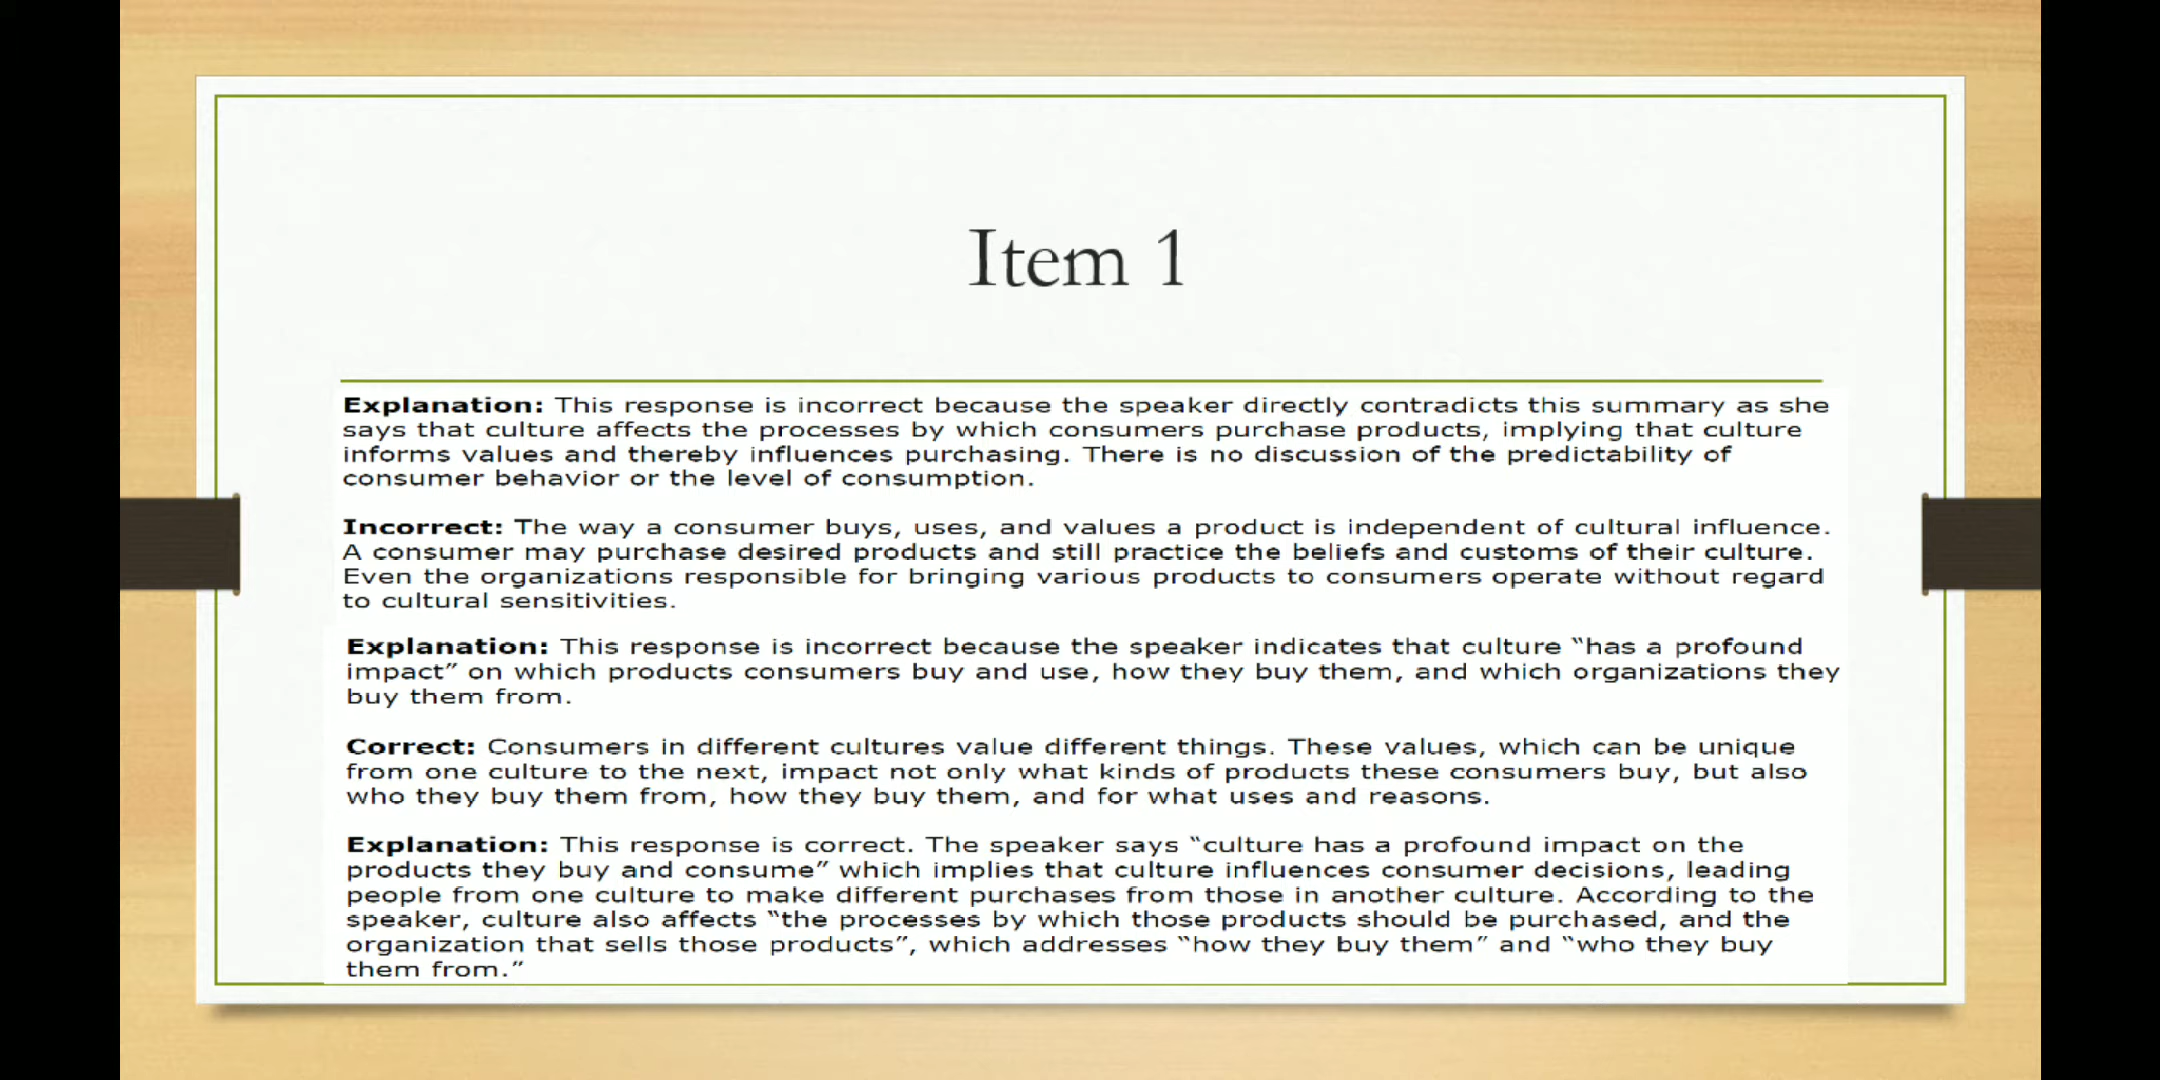 Item 1
Explanation: This response is incorrect because the speaker directly contradicts this summary as she
says that culture affects the processes by which consumers purchase products, implying that culture
informs values and thereby influences purchasing. There is no discussion of the predictability of
consumer behavior or the level of consumption.
Incorrect: The way a consumer buys, uses, and values a product is independent of cultural influence.
A consumer may purchase desired products and still practice the beliefs and customs of their culture.
Even the organizations responsible for bringing various products to consumers operate without regard
to cultural sensitivities.
Explanation: This response is incorrect because the speaker indicates that culture “has a profound
impact” on which products consumers buy and use, how they buy them, and which organizations they
buy them from.
Correct: Consumers in different cultures value different things. These values, which can be unique
from one culture to the next, impact not only what kinds of products these consumers buy, but also
who they buy them from, how they buy them, and for what uses and reasons.
Explanation: This response is correct. The speaker says “culture has a profound impact on the
products they buy and consume” which implies that culture influences consumer decisions, leading
people from one culture to make different purchases from those in another culture. According to the
speaker, culture also affects “the processes by which those products should be purchased, and the
organization that sells those products”, which addresses “how they buy them” and “who they buy
them from.”